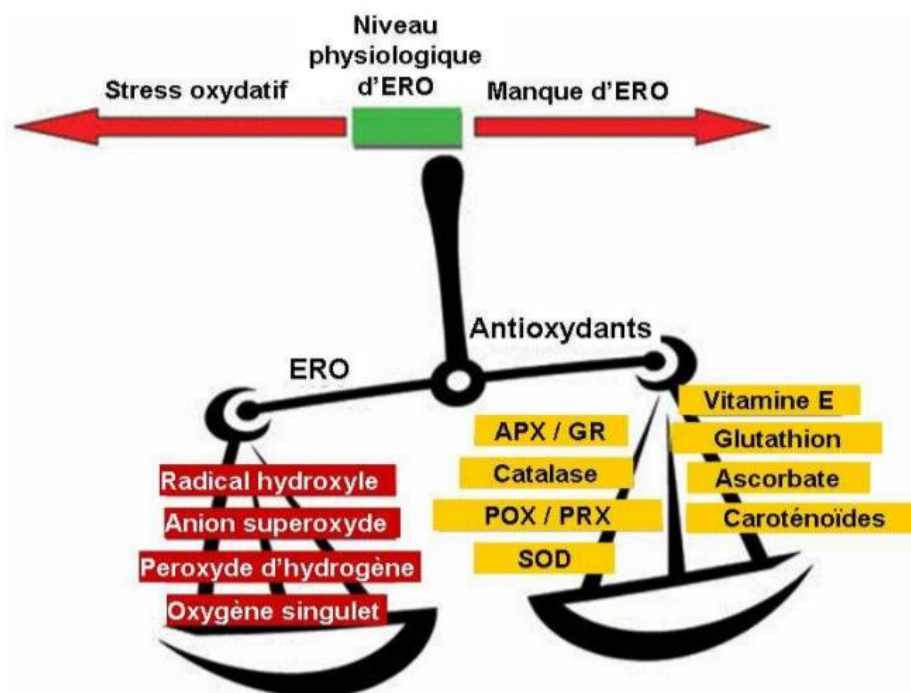 Niveau
physiologique
d'ERO
Stress oxydatif
Manque d'ERO
Antioxydants
ERO
Radical hydroxyle
Anion superoxyde
Peroxyde d'hydrogène
Oxygène singulet
APX / GR
Catalase
POX / PRX
SOD
Vitamine E
Glutathion
Ascorbate
Caroténoïdes